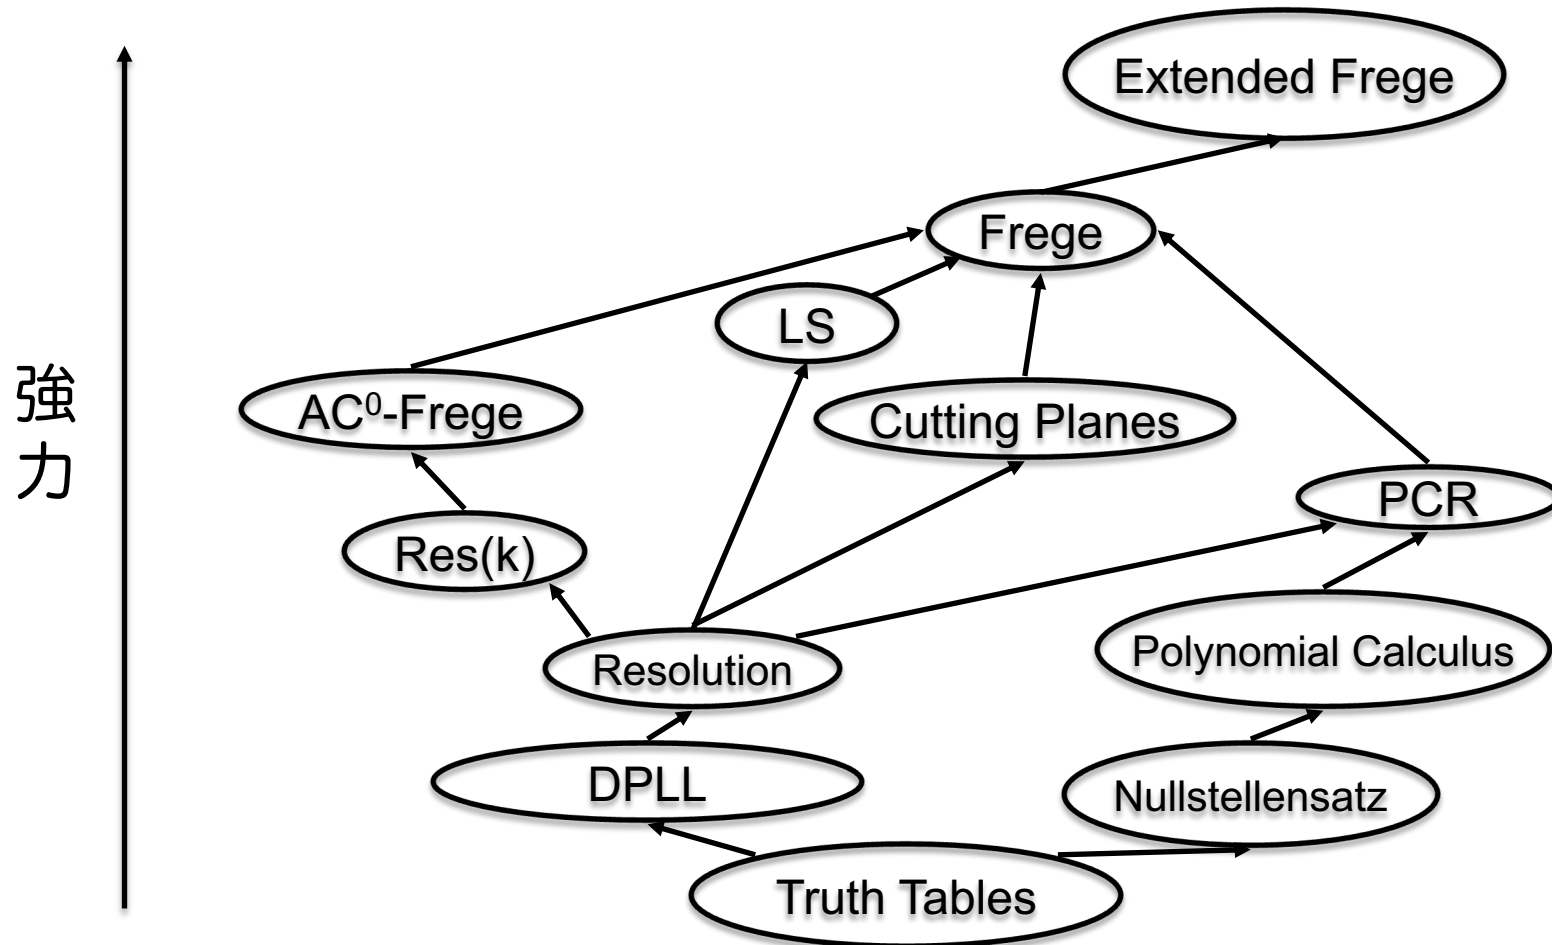 Extended Frege
Frege
LS
AC⁰-Frege
Cutting Planes
強力
PCR
Res(k)
Polynomial Calculus
Resolution
DPLL
Nullstellensatz
Truth Tables